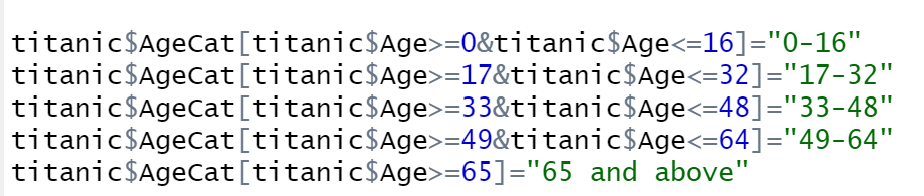 titanic$AgeCat[titanic$Age>=0&titanic$Age<=16]="0-16"
titanic$AgeCat[titanic$Age>=17&titanic$Age<=32]="17-32"
titanic$AgeCat[titanic$Age>=33&titanic$Age<=48]="33-48"
titanic$AgeCat[titanic$Age>=49&titanic$Age<=64]="49-64"
titanic$AgeCat[titanic$Age>=65]="65 and above"